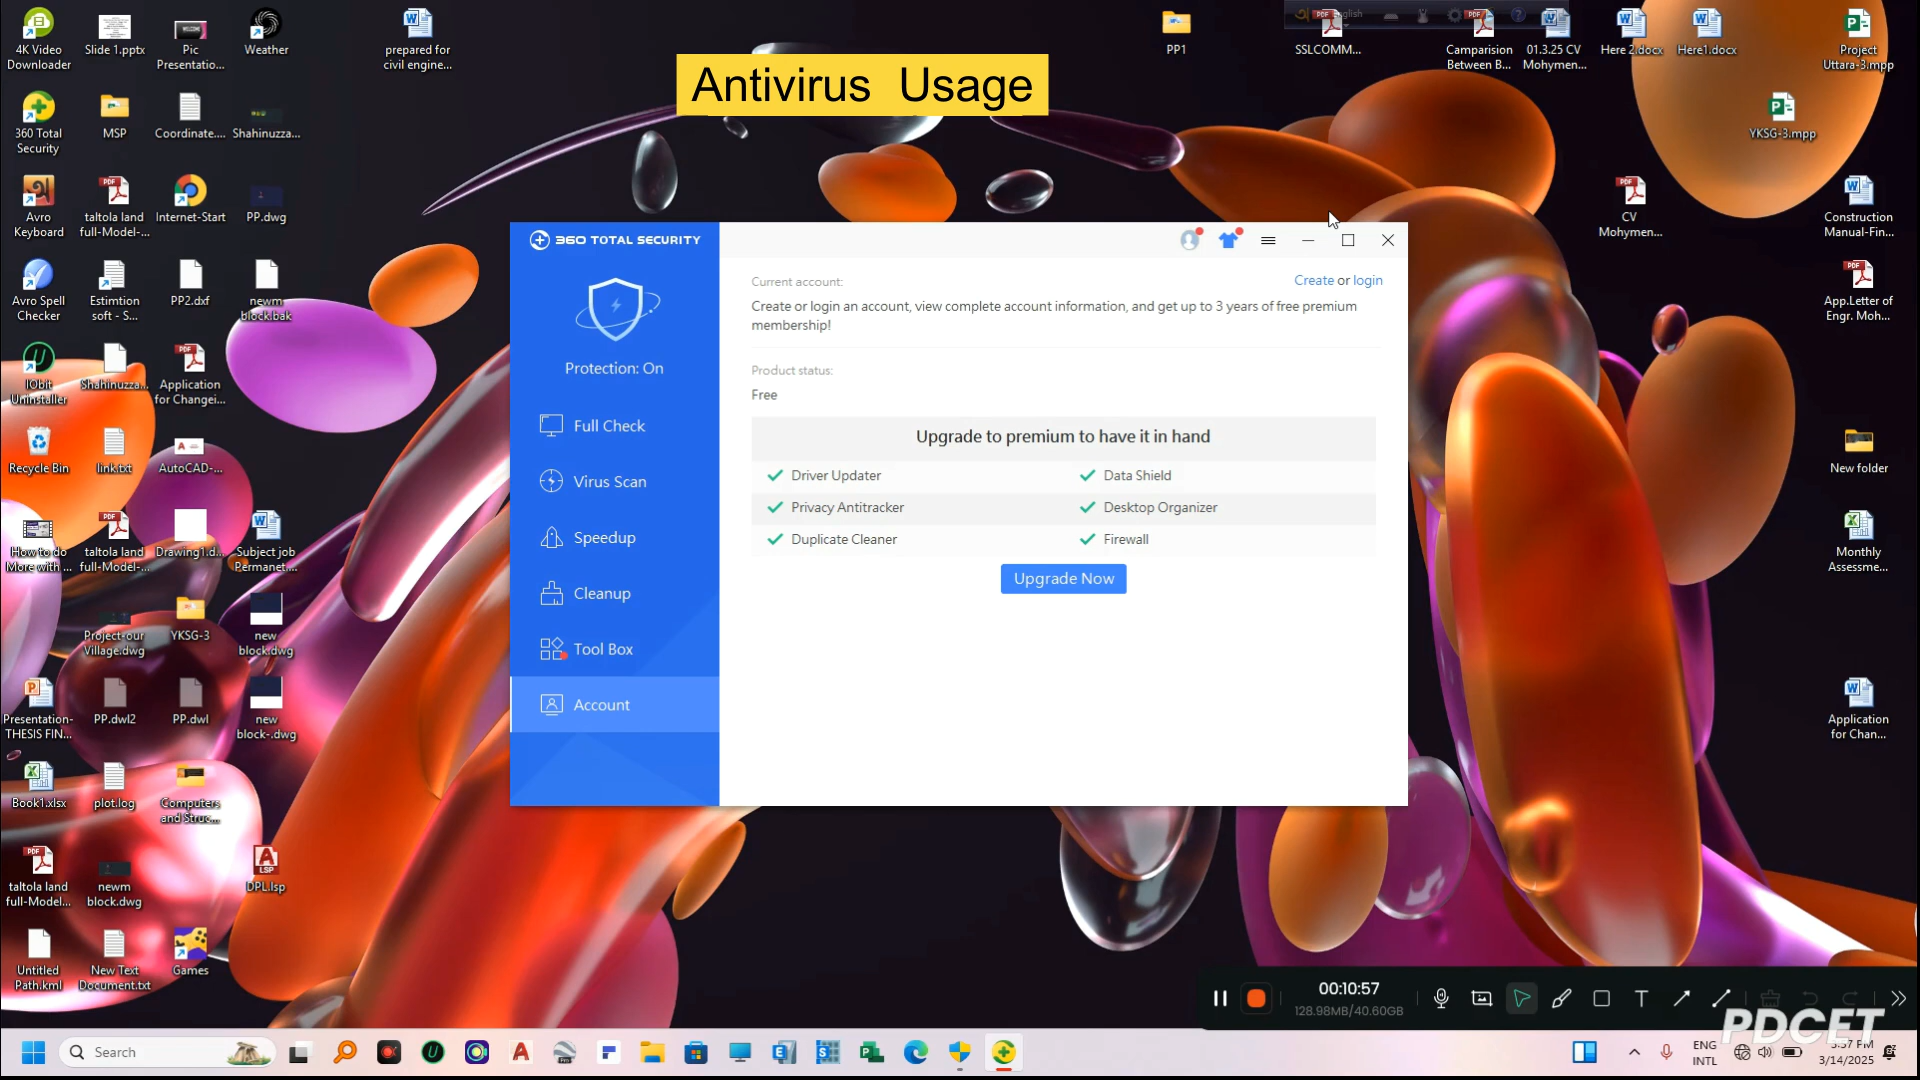 Antivirus Usage
4K Video
Downloader
Slide 1.pptx
Pic
Presentatio...
Weather
prepared for
civil engine...
PP1
English
SSLCOMM...
Camparision
Between B...
01.3.25 CV
Mohymen...
Here 2.docx
Here1.docx
Project
Uttara-3.mpp
360 Total
Security
MSP
Coordinate....
Shahinuzza...
YKSG-3.mpp
Avro
Keyboard
taltola land
full-Model-...
Internet-Start
PP.dwg
CV
Mohymen...
Construction
Manual-Fin...
Avro Spell
Checker
Estimtion
soft - S...
PP2.dxf
newm
block.bak
App.Letter of
Engr. Moh...
IObit
Uninstaller
Shahinuzza...
Application
for Changei...
Recycle Bin
link.txt
AutoCAD-...
New folder
How to do
More with ...
taltola land
full-Model-...
Drawing1.d...
Subject job
Permanet...
Monthly
Assessme...
Project-our
Village.dwg
YKSG-3
new
block.dwg
Presentation-
THESIS FIN...
PP.dwl2
PP.dwl
new
block-.dwg
Application
for Chan...
Book1.xlsx
plot.log
Computers
and Struc...
taltola land
full-Model...
newm
block.dwg
DPL.lsp
Untitled
Path.kml
New Text
Document.txt
Games
360 TOTAL SECURITY
Protection: On
Full Check
Virus Scan
Speedup
Cleanup
Tool Box
Account
Current account:
Create or login
Create or login an account, view complete account information, and get up to 3 years of free premium
membership!
Product status:
Free
Upgrade to premium to have it in hand
Driver Updater
Data Shield
Privacy Antitracker
Desktop Organizer
Duplicate Cleaner
Firewall
Upgrade Now
00:10:57
128.98MB/40.60GB
PDCET
Search
ENG
INTL
3/14/2025